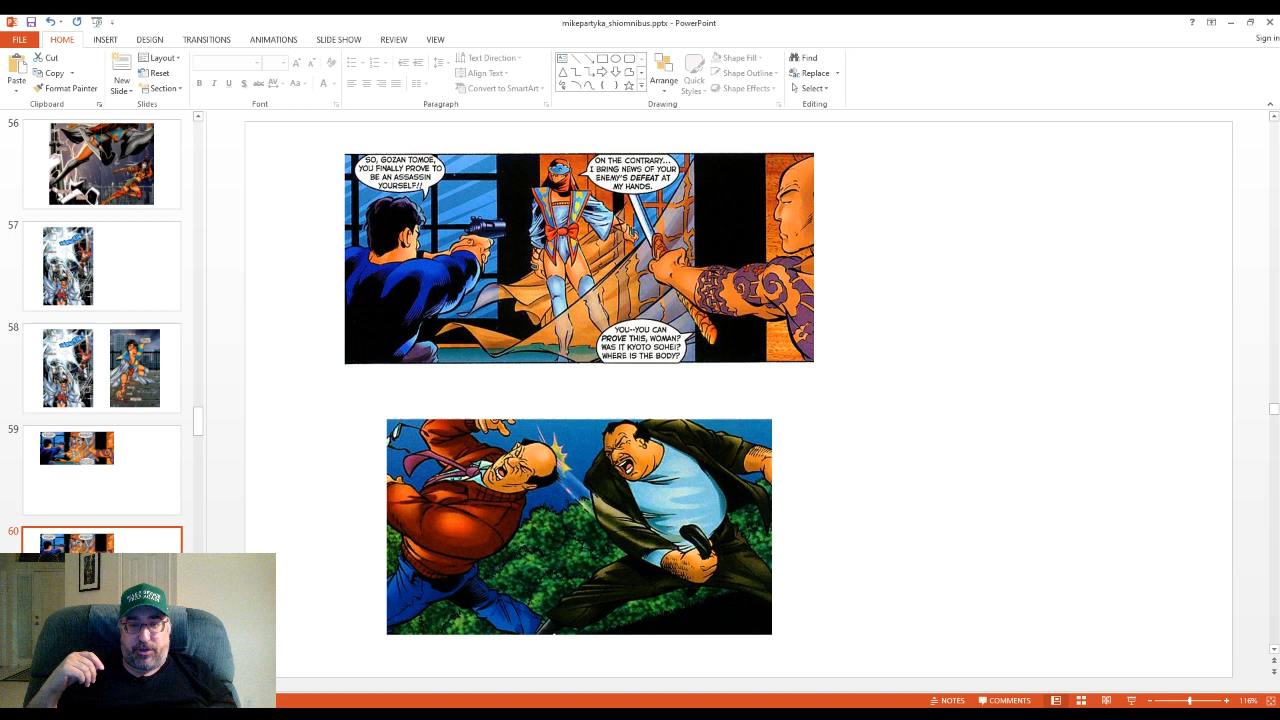 mikepartyka_shiomnibus.pptx - PowerPoint
Sign in
FILE HOME INSERT DESIGN TRANSITIONS ANIMATIONS SLIDE SHOW REVIEW VIEW
Paste
Cut
Copy
Format Painter
Clipboard
New
Slide
Layout
Reset
Section
Slides
Font
Text Direction
Align Text
Convert to SmartArt
Paragraph
Arrange
Quick
Styles
Shape Fill
Shape Outline
Shape Effects
Drawing
Find
Replace
Select
Editing
56
57
58
59
60
SO, GOZAN TOMOE,
YOU FINALLY PROVE TO
BE AN ASSASSIN
YOURSELF!!
ON THE CONTRARY...
I BRING NEWS OF YOUR
ENEMY'S DEFEAT AT
MY HANDS.
YOU--YOU CAN
PROVE THIS, WOMAN?
WAS IT KYOTO SOHEI?
WHERE IS THE BODY?
NOTES COMMENTS 116%